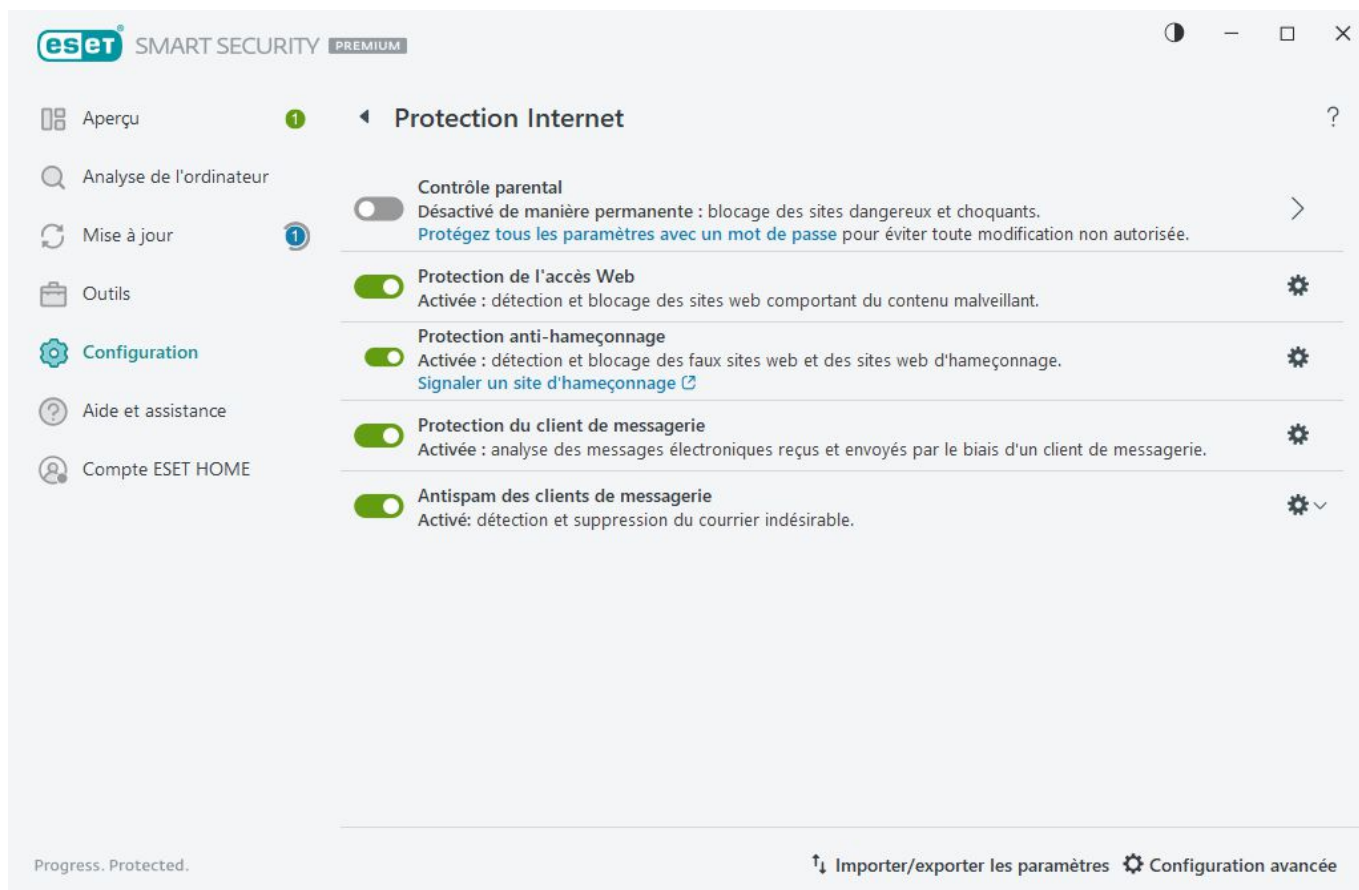 eset® SMART SECURITY PREMIUM
Aperçu 1
Analyse de l'ordinateur
Mise à jour 1
Outils
Configuration
Aide et assistance
Compte ESET HOME
Protection Internet ?
Contrôle parental
Désactivé de manière permanente : blocage des sites dangereux et choquants.
Protégez tous les paramètres avec un mot de passe pour éviter toute modification non autorisée.
Protection de l'accès Web
Activée : détection et blocage des sites web comportant du contenu malveillant.
Protection anti-hameçonnage
Activée : détection et blocage des faux sites web et des sites web d'hameçonnage.
Signaler un site d'hameçonnage
Protection du client de messagerie
Activée : analyse des messages électroniques reçus et envoyés par le biais d'un client de messagerie.
Antispam des clients de messagerie
Activé: détection et suppression du courrier indésirable.
Progress. Protected.
Importer/exporter les paramètres Configuration avancée